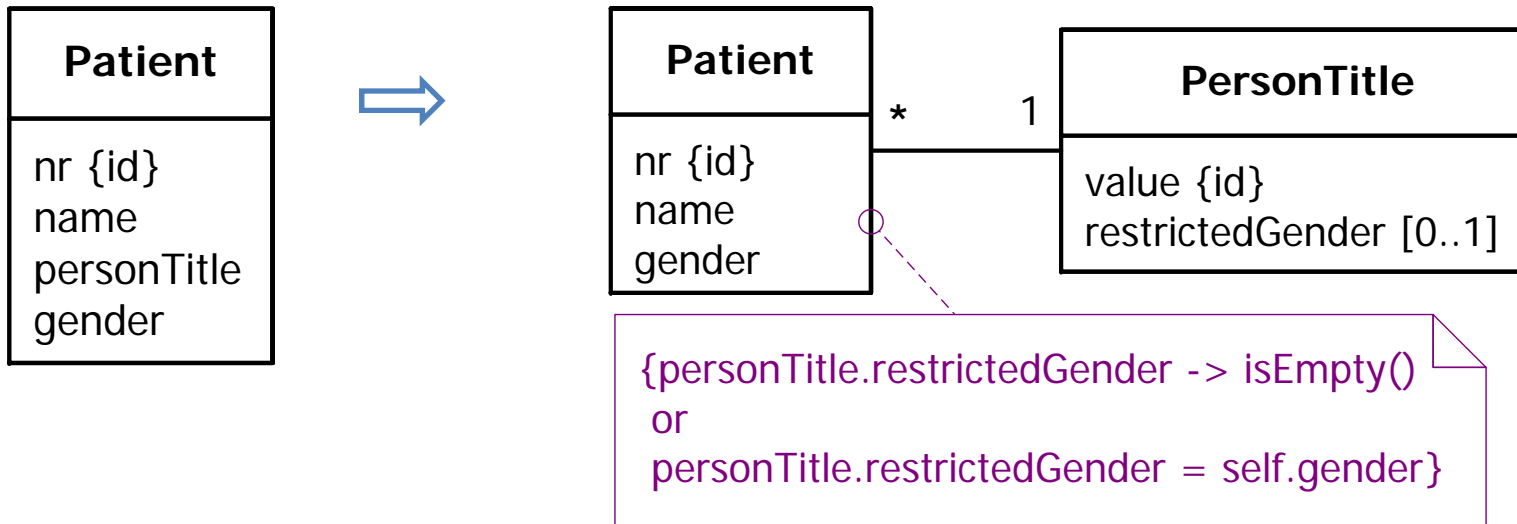 Patient
nr {id}
name
personTitle
gender
Patient
nr {id}
name
gender
* 1
PersonTitle
value {id}
restrictedGender [0..1]
{personTitle.restrictedGender -> isEmpty()
or
personTitle.restrictedGender = self.gender}